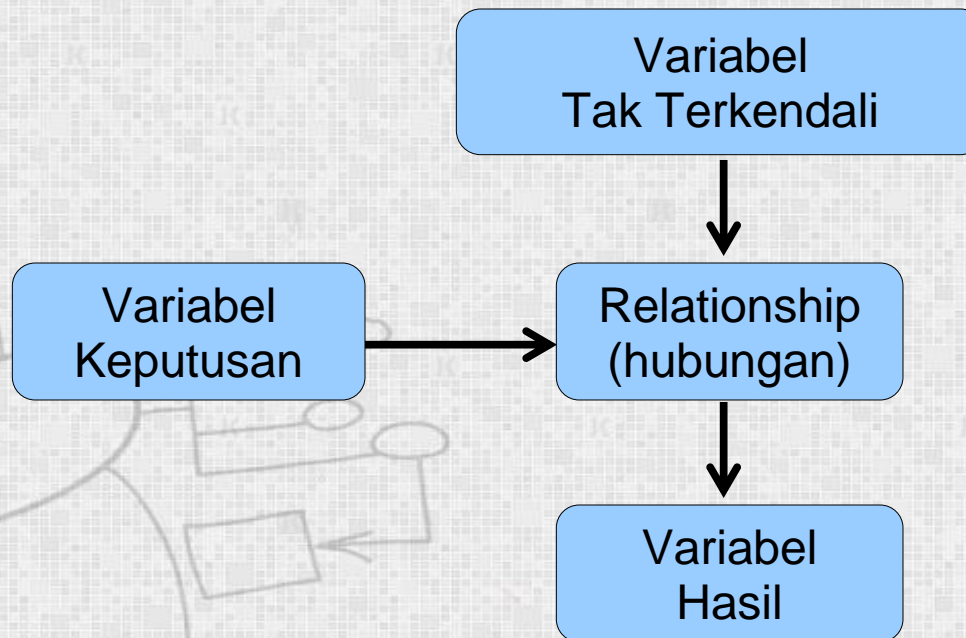 Variabel
Tak Terkendali
Variabel
Keputusan
Relationship
(hubungan)
Variabel
Hasil